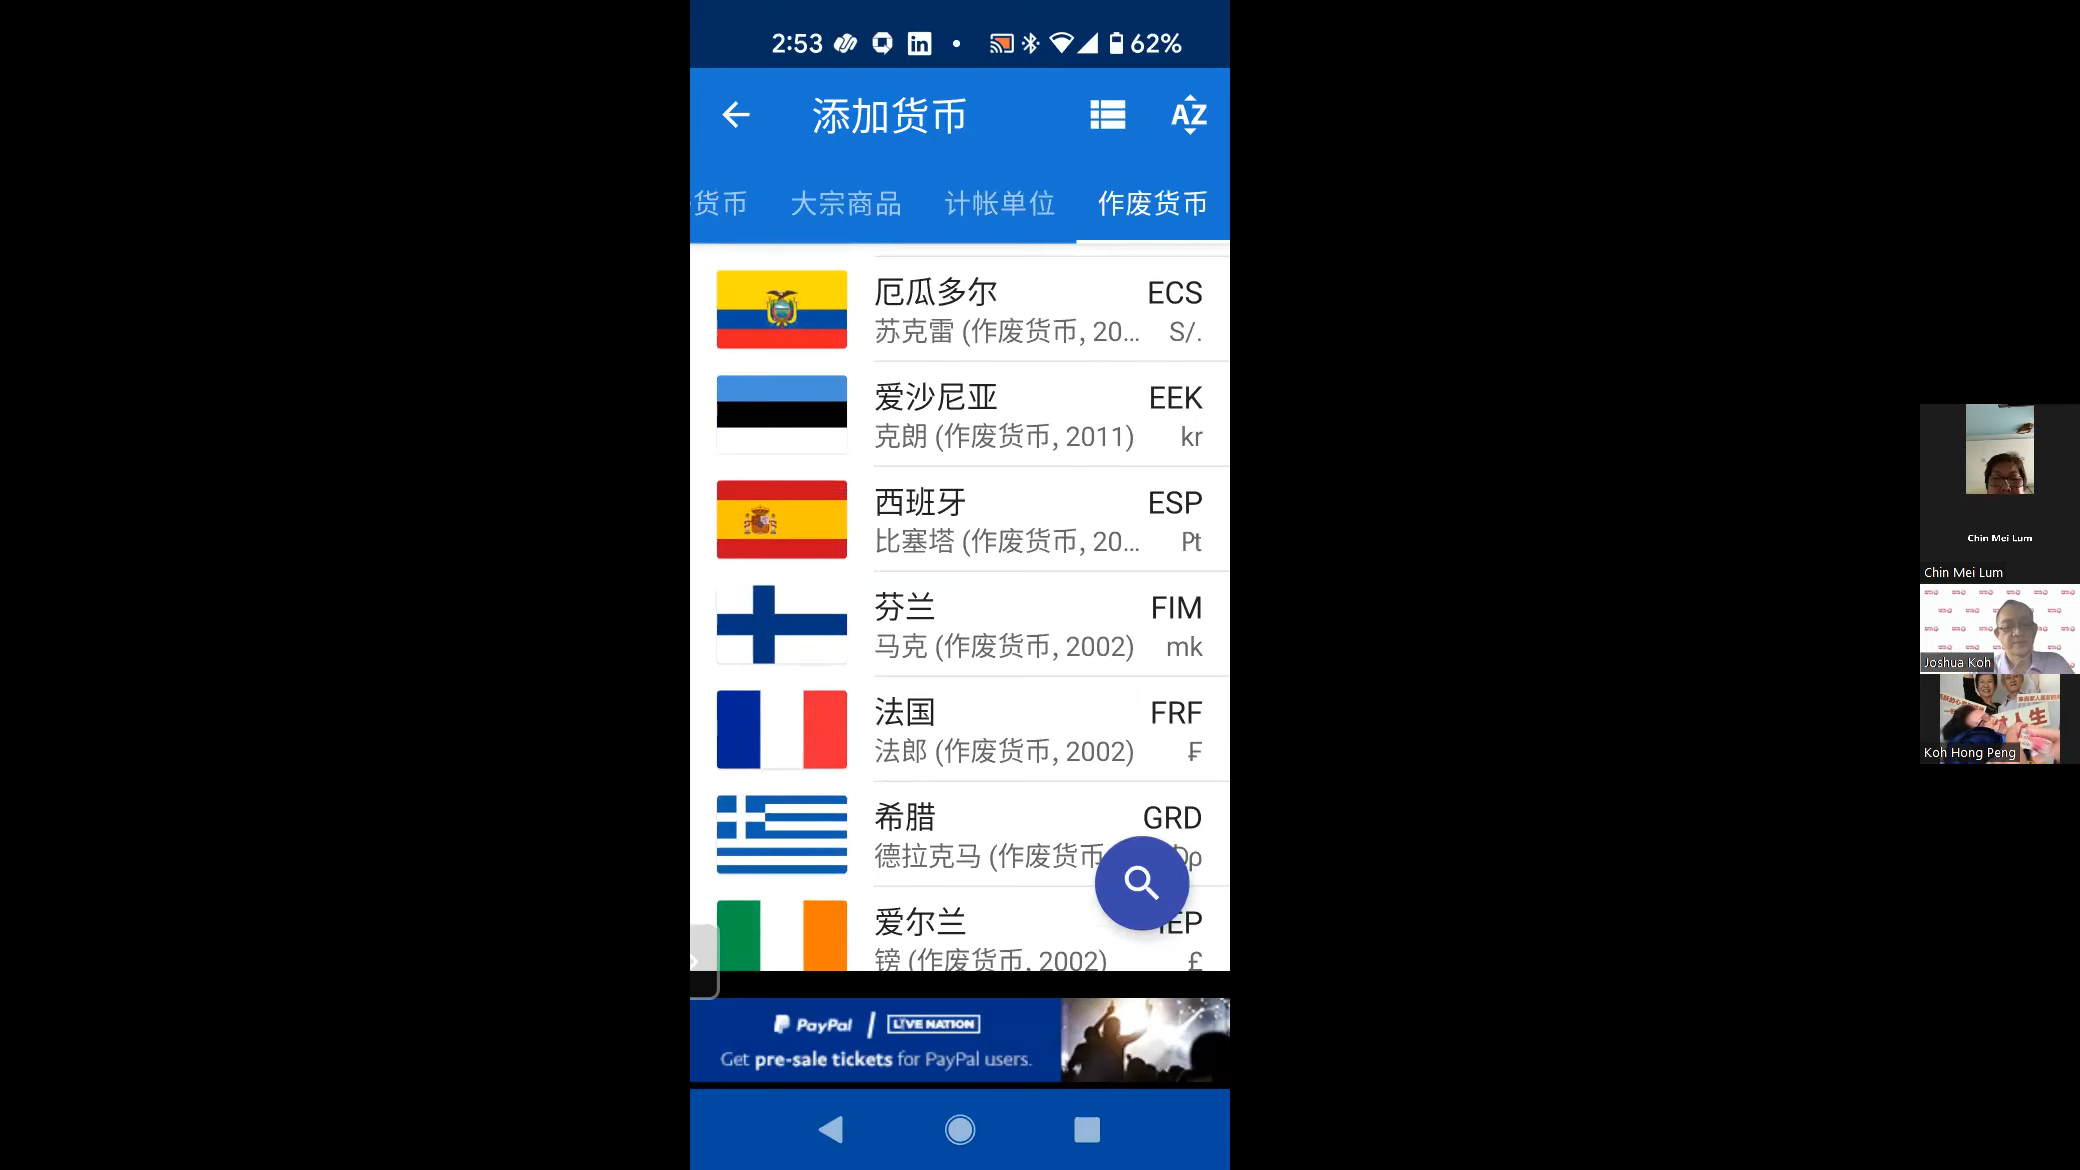 2:53
62%
添加货币
AZ
货币 大宗商品 计帐单位 作废货币
厄瓜多尔 ECS
苏克雷 (作废货币, 20... S/.
爱沙尼亚 EEK
克朗 (作废货币, 2011) kr
西班牙 ESP
比塞塔 (作废货币, 20... Pt
芬兰 FIM
马克 (作废货币, 2002) mk
法国 FRF
法郎 (作废货币, 2002) ₣
希腊 GRD
德拉克马 (作废货币
爱尔兰 IEP
镑 (作废货币, 2002) £
PayPal / LIVE NATION
Get pre-sale tickets for PayPal users.
Chin Mei Lum
Chin Mei Lum
Joshua Koh
人生
Koh Hong Peng